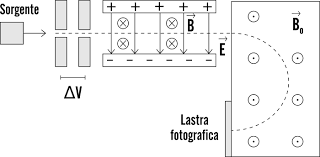 Sorgente
+ + + + +
B
B₀
E
- - - - - - - -
ΔV
Lastra
fotografica